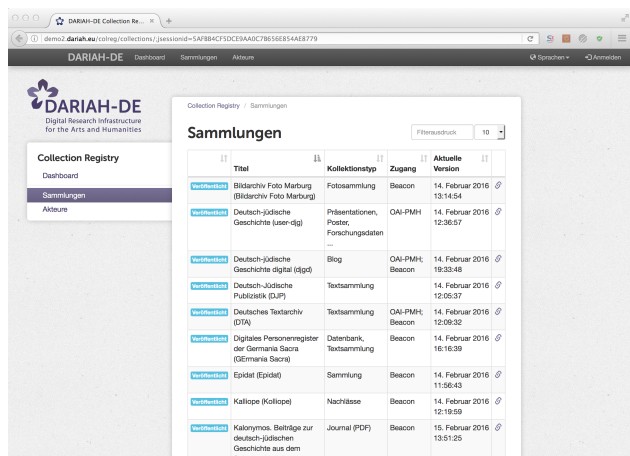 DARIAH-DE Collection Re...
demo2.dariah.eu/colreg/collections/;jsessionid=5AFB84CF5DCE9AA0C7B656E854AE8779
DARIAH-DE Dashboard Sammlungen Akteure Sprachen Anmelden
DARIAH-DE
Digital Research Infrastructure
for the Arts and Humanities
Collection Registry
Dashboard
Sammlungen
Akteure
Collection Registry / Sammlungen
Sammlungen
Filterausdruck 10
Titel Kollektionstyp Zugang Aktuelle Version
Veröffentlicht Bildarchiv Foto Marburg Fotosammlung Beacon 14. Februar 2016
(Bildarchiv Foto Marburg) 13:14:54
Veröffentlicht Deutsch-jüdische Präsentationen, OAI-PMH 14. Februar 2016
Geschichte (user-djg) Poster, 12:36:57
Forschungsdaten
...
Veröffentlicht Deutsch-jüdische Blog OAI-PMH; 14. Februar 2016
Geschichte digital (djgd) Beacon 19:33:48
Veröffentlicht Deutsch-Jüdische Textsammlung 14. Februar 2016
Publizistik (DJP) 12:05:37
Veröffentlicht Deutsches Textarchiv Textsammlung OAI-PMH; 14. Februar 2016
(DTA) Beacon 12:09:32
Veröffentlicht Digitales Personenregister Datenbank, Beacon 14. Februar 2016
der Germania Sacra Textsammlung 16:16:39
(GErmania Sacra)
Veröffentlicht Epidat (Epidat) Sammlung Beacon 14. Februar 2016
11:56:43
Veröffentlicht Kalliope (Kolliope) Nachlässe Beacon 14. Februar 2016
12:19:59
Veröffentlicht Kalonymos. Beiträge zur Journal (PDF) Beacon 15. Februar 2016
deutsch-jüdischen 13:51:25
Geschichte aus dem